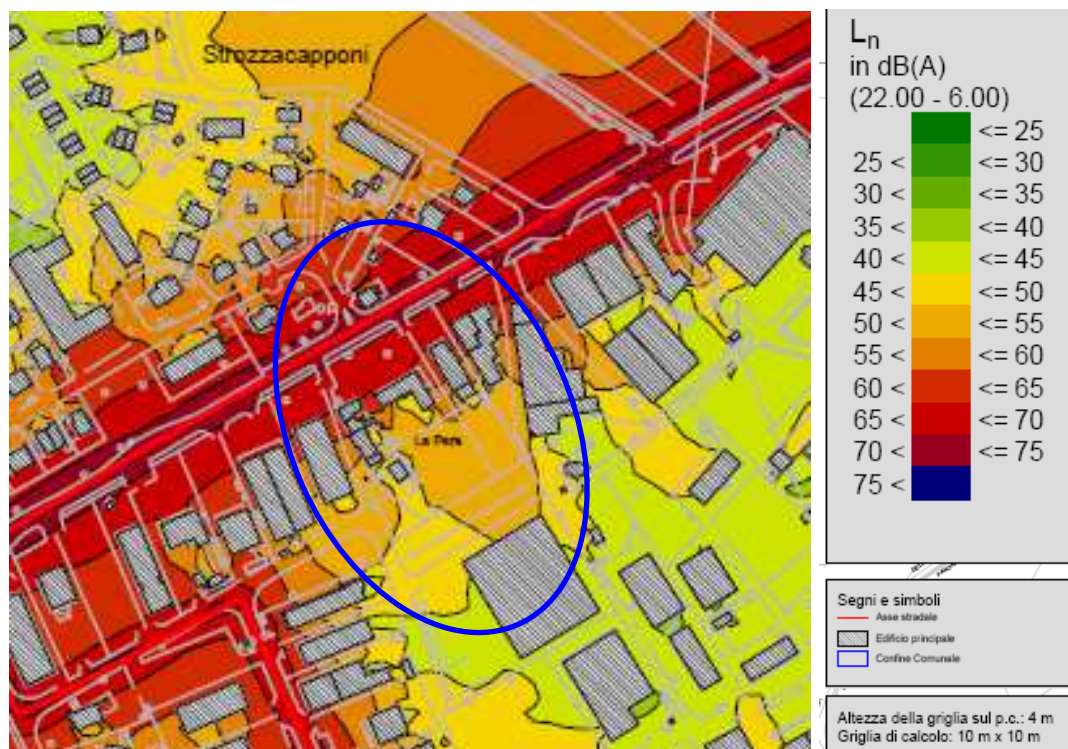 Strozzacapponi
La Pera
Ln
in dB(A)
(22.00 - 6.00)
<= 25
25 < <= 30
30 < <= 35
35 < <= 40
40 < <= 45
45 < <= 50
50 < <= 55
55 < <= 60
60 < <= 65
65 < <= 70
70 < <= 75
75 <
Segni e simboli
Asse stradale
Edificio principale
Confine Comunale
Altezza della griglia sul p.c.: 4 m
Griglia di calcolo: 10 m x 10 m